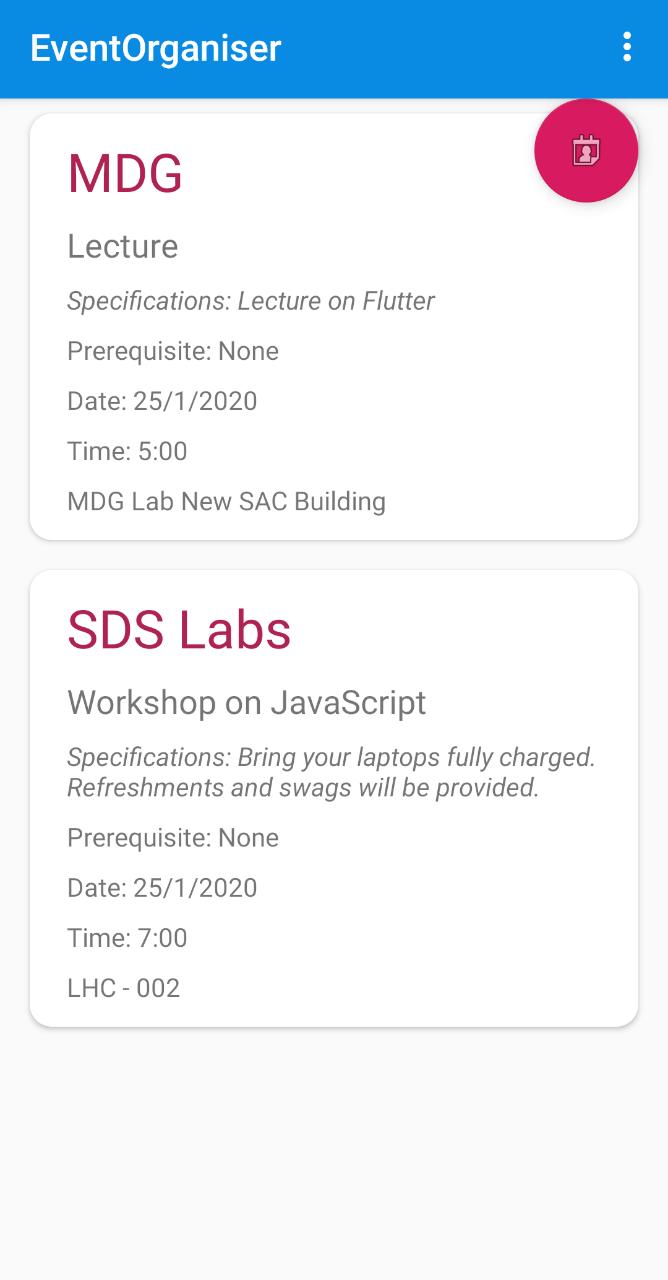 EventOrganiser
MDG
Lecture
Specifications: Lecture on Flutter
Prerequisite: None
Date: 25/1/2020
Time: 5:00
MDG Lab New SAC Building
SDS Labs
Workshop on JavaScript
Specifications: Bring your laptops fully charged.
Refreshments and swags will be provided.
Prerequisite: None
Date: 25/1/2020
Time: 7:00
LHC - 002